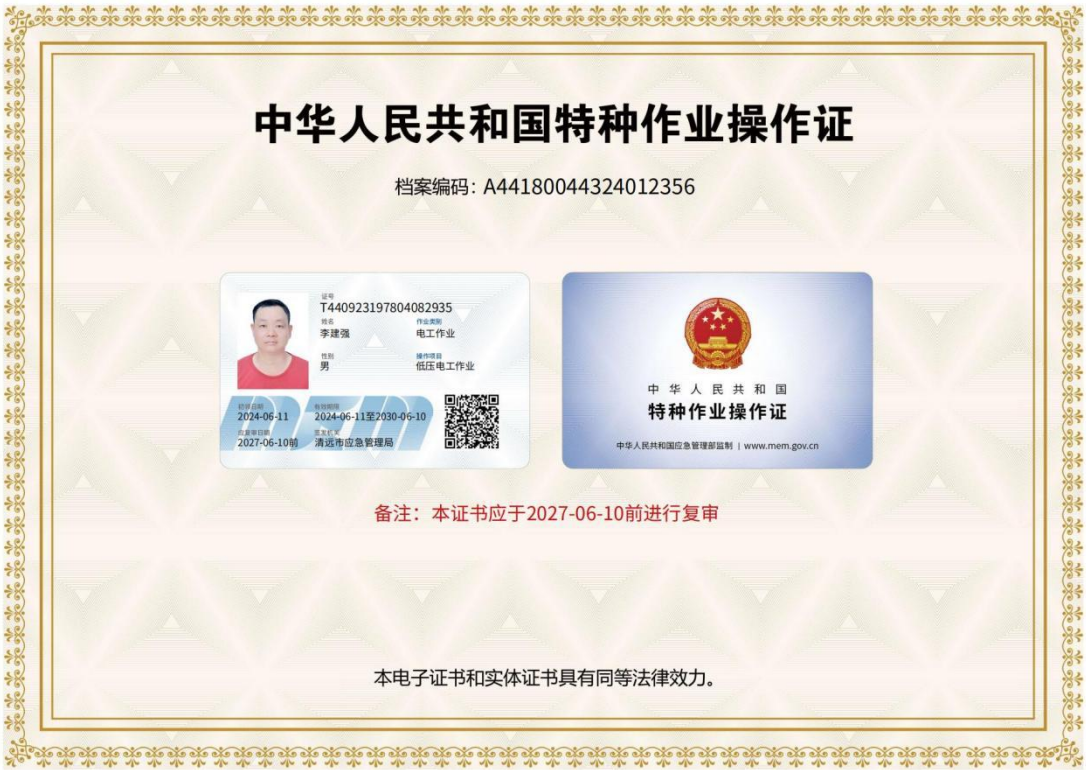 中华人民共和国特种作业操作证
档案编码：A44180044324012356
证号
T440923197804082935
姓名 作业类别
李建强 电工作业
性别 操作项目
男 低压电工作业
初领日期 有效期限
2024-06-11 2024-06-11至2030-06-10
应复审日期 签发机关
2027-06-10前 清远市应急管理局
中华人民共和国
特种作业操作证
中华人民共和国应急管理部监制 | www.mem.gov.cn
备注：本证书应于2027-06-10前进行复审
本电子证书和实体证书具有同等法律效力。